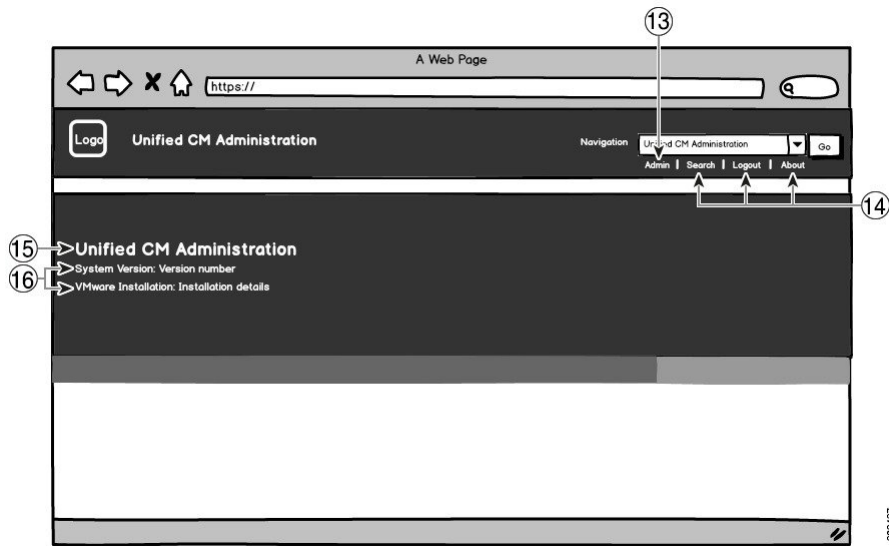 13
A Web Page
https://
Logo
Unified CM Administration
Navigation
Unified CM Administration
Go
Admin | Search | Logout | About
14
15
Unified CM Administration
16
System Version: Version number
VMware Installation: Installation details